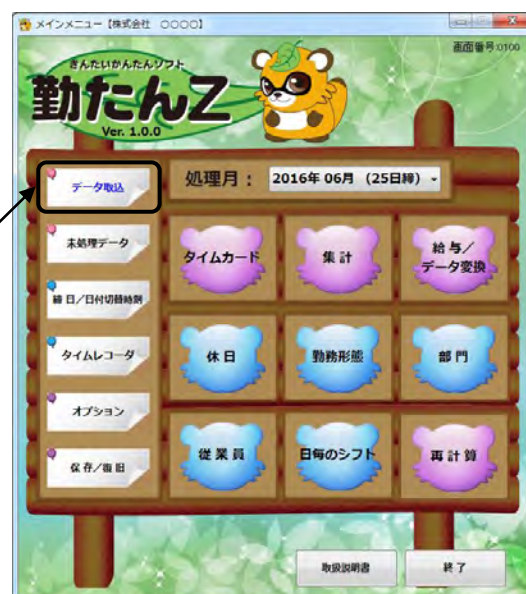 メインメニュー【株式会社 ○○○○】
画面番号:0100
きんたいかんたんソフト
勤たんZ
Ver. 1.0.0
データ取込
処理月： 2016年 06月 （25日締）
未処理データ
タイムカード
集計
給与／
データ変換
締日／日付切替時刻
タイムレコーダ
休日
勤務形態
部門
オプション
保存／復旧
従業員
日毎のシフト
再計算
取扱説明書
終了